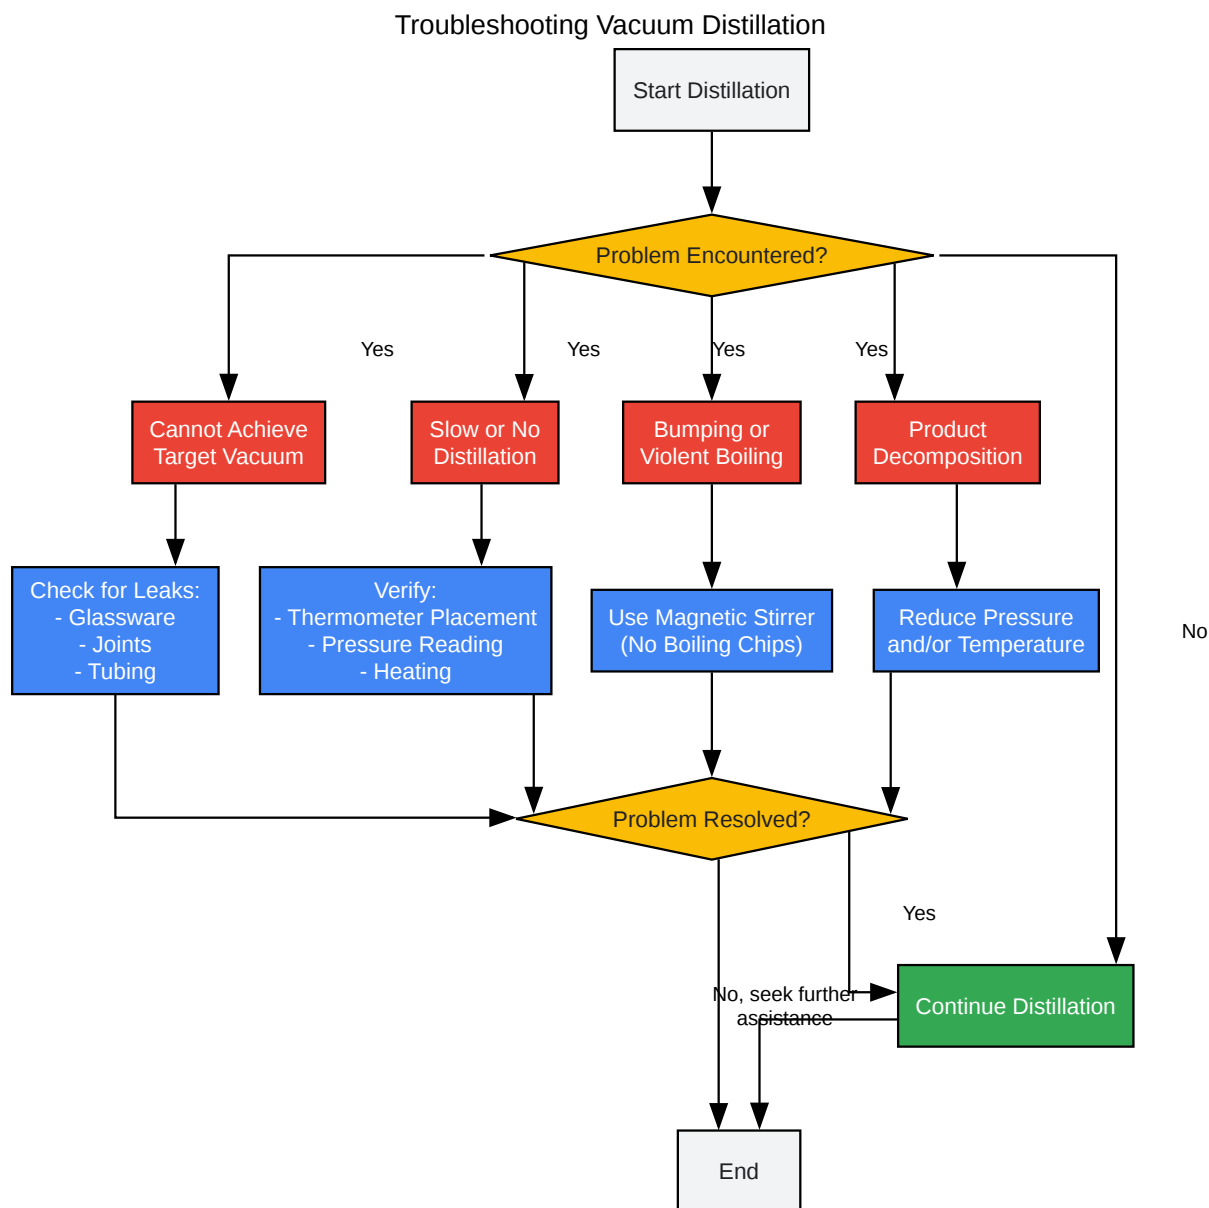 Troubleshooting Vacuum Distillation
Start Distillation
Problem Encountered?
Yes
Yes
Yes
Yes
Cannot Achieve
Target Vacuum
Slow or No
Distillation
Bumping or
Violent Boiling
Product
Decomposition
Check for Leaks:
- Glassware
- Joints
- Tubing
Verify:
- Thermometer Placement
- Pressure Reading
- Heating
Use Magnetic Stirrer
(No Boiling Chips)
Reduce Pressure
and/or Temperature
No
Problem Resolved?
Yes
No, seek further
assistance
Continue Distillation
End